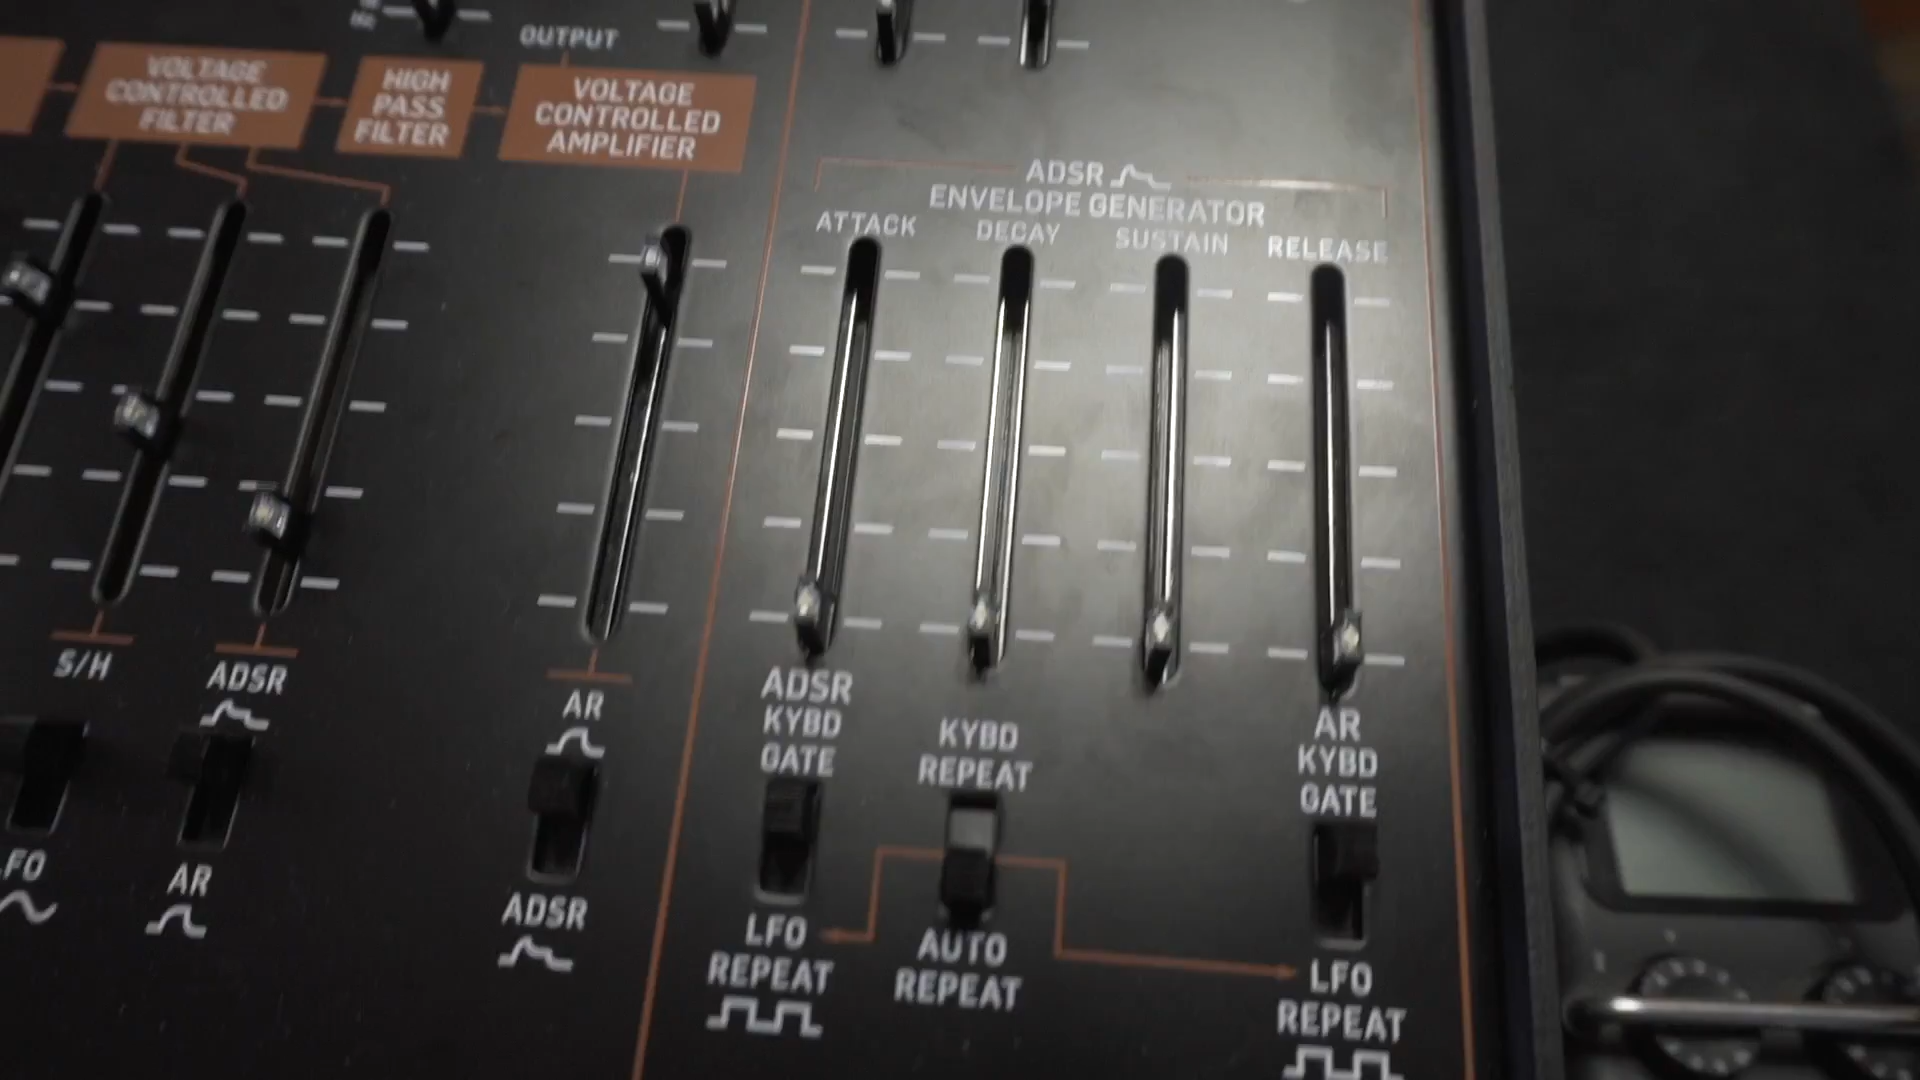 OUTPUT
VOLTAGE
CONTROLLED
FILTER
HIGH
PASS
FILTER
VOLTAGE
CONTROLLED
AMPLIFIER
ADSR
ENVELOPE GENERATOR
ATTACK
DECAY
SUSTAIN
RELEASE
S/H
ADSR
AR
ADSR
KYBD
GATE
KYBD
REPEAT
AR
KYBD
GATE
AR
ADSR
LFO
REPEAT
AUTO
REPEAT
LFO
REPEAT